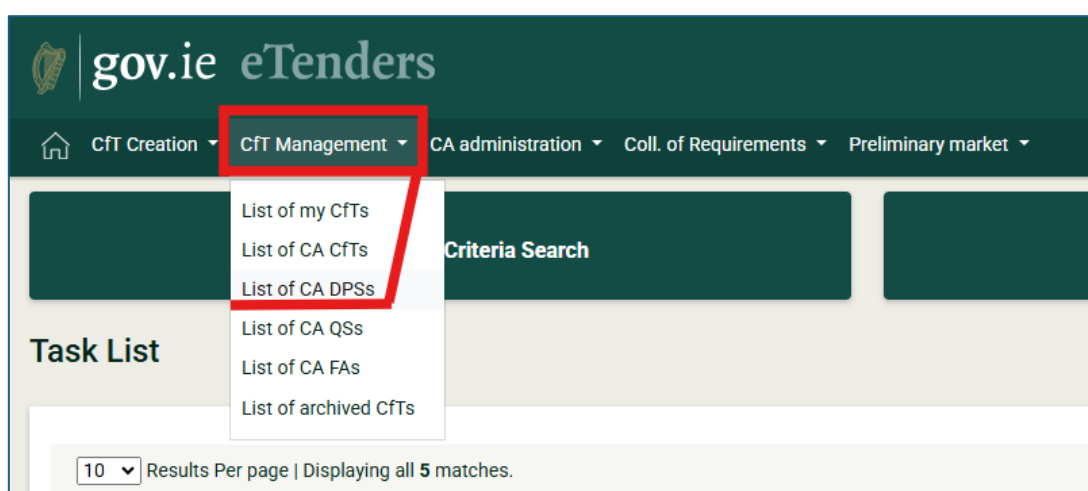 gov.ie eTenders
CfT Creation CfT Management CA administration Coll. of Requirements Preliminary market
List of my CfTs
List of CA CfTs
Criteria Search
List of CA DPSs
List of CA QSs
Task List
List of CA FAs
List of archived CfTs
10 Results Per page | Displaying all 5 matches.